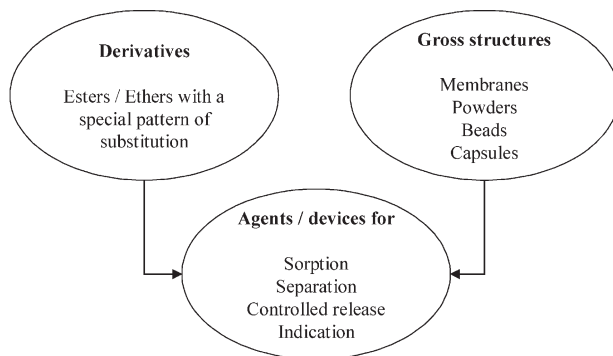 Derivatives
Esters / Ethers with a
special pattern of
substitution
Gross structures
Membranes
Powders
Beads
Capsules
Agents / devices for
Sorption
Separation
Controlled release
Indication